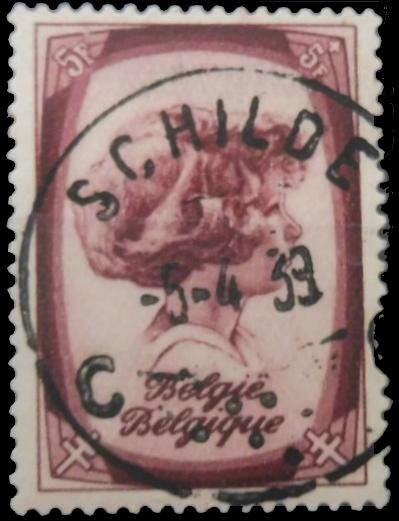 5F 5F
SCHILDE
-5-4 39
C
België
Belgique